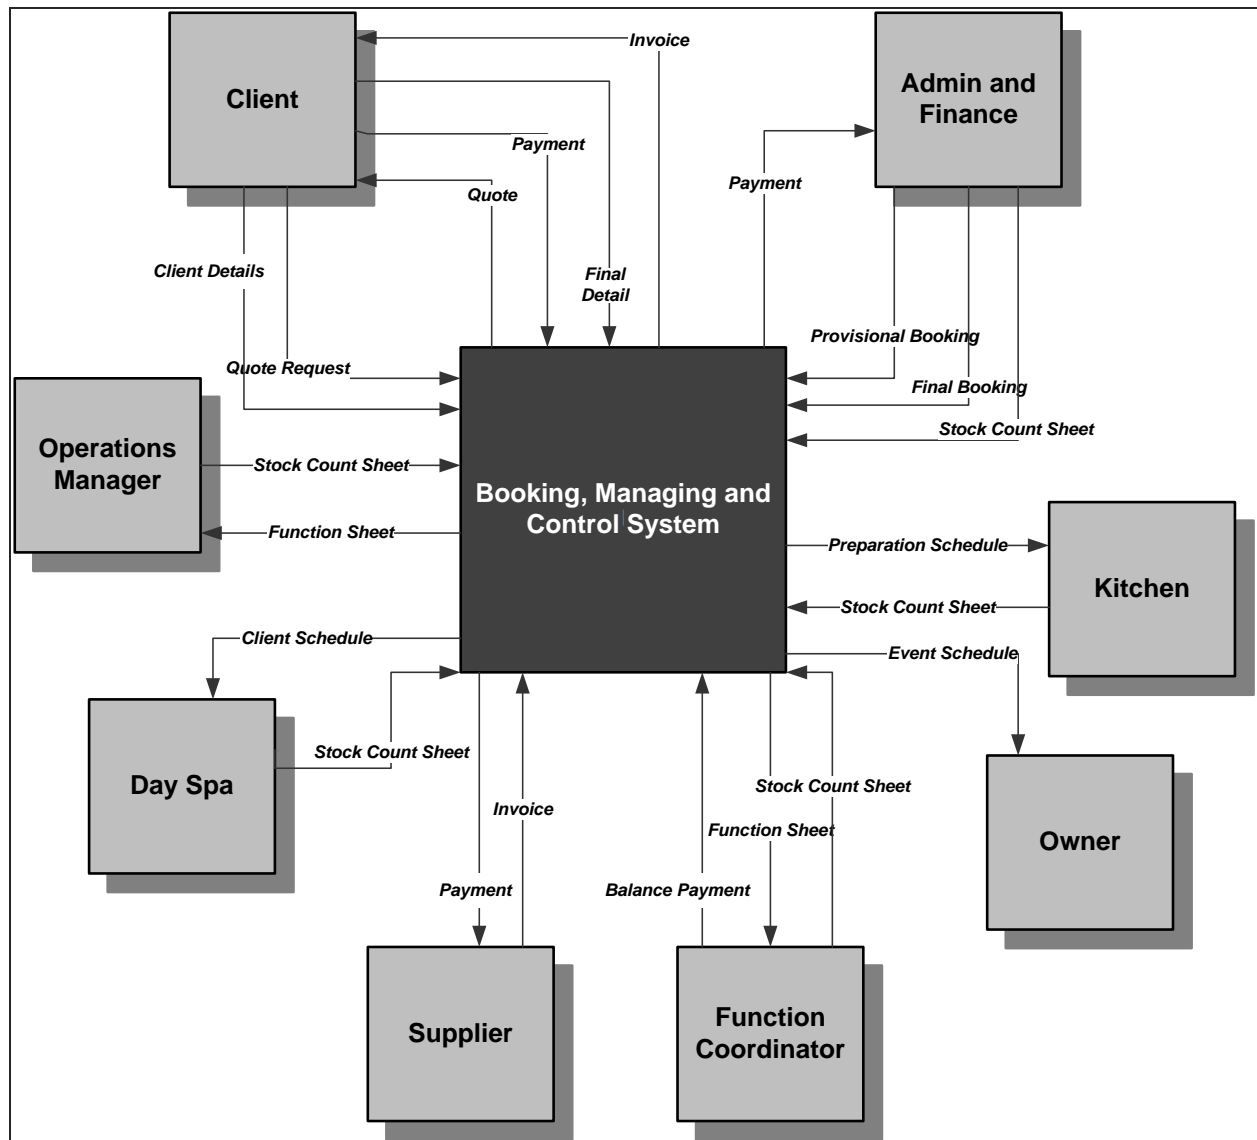 Invoice
Client
Admin and
Finance
Payment
Payment
Quote
Client Details
Final
Detail
Provisional Booking
Quote Request
Final Booking
Stock Count Sheet
Operations
Manager
Stock Count Sheet
Booking, Managing and
Control System
Function Sheet
Preparation Schedule
Kitchen
Stock Count Sheet
Client Schedule
Event Schedule
Stock Count Sheet
Day Spa
Stock Count Sheet
Invoice
Function Sheet
Owner
Payment
Balance Payment
Supplier
Function
Coordinator